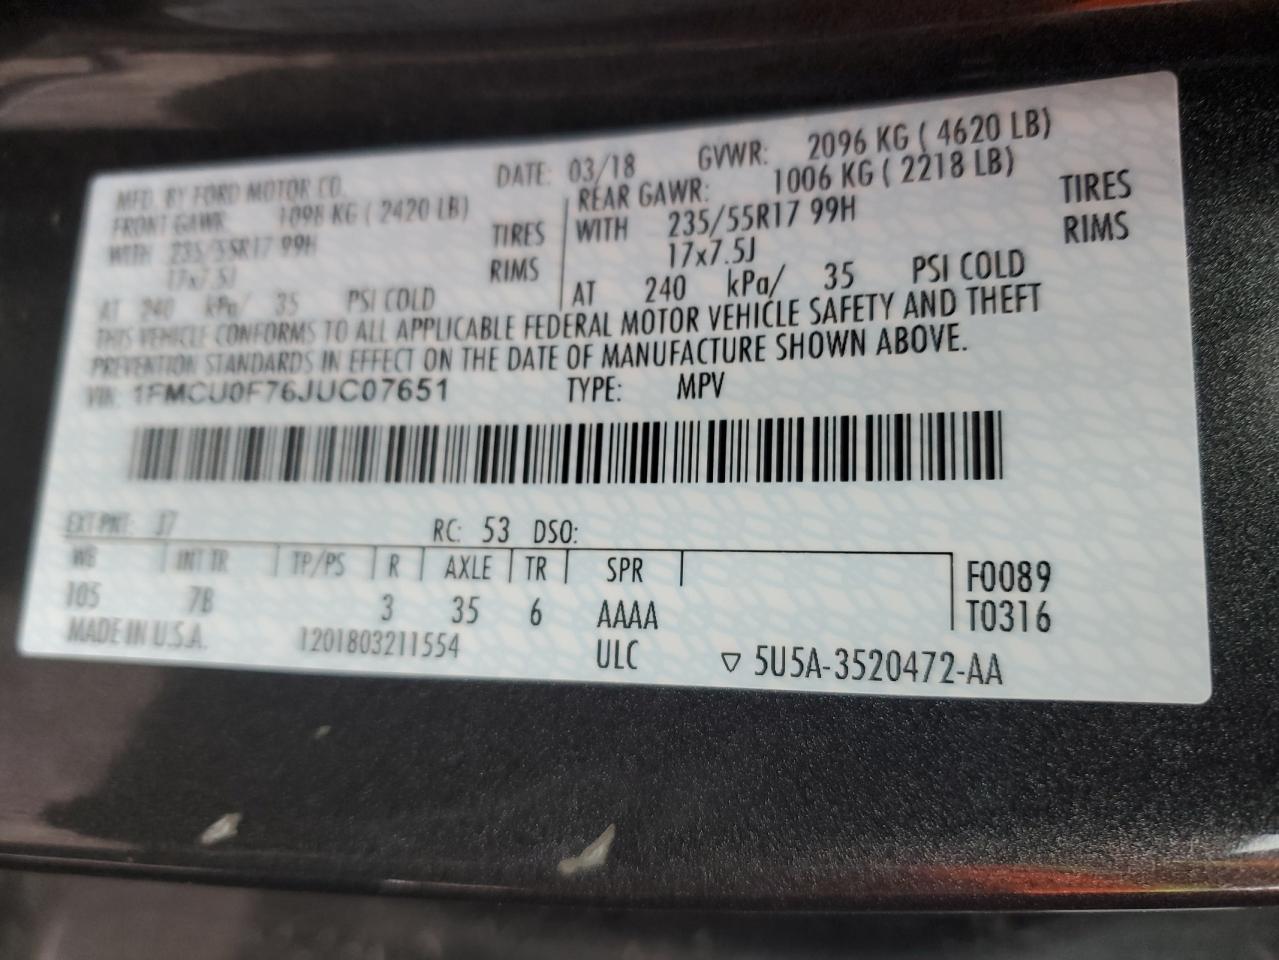 MFD. BY FORD MOTOR CO. DATE: 03/18 GVWR: 2096 KG ( 4620 LB)
FRONT GAWR: 1098 KG ( 2420 LB) REAR GAWR: 1006 KG ( 2218 LB)
WITH 235/55R17 99H TIRES WITH 235/55R17 99H TIRES
17x7.5J RIMS 17x7.5J RIMS
AT 240 kPa/ 35 PSI COLD AT 240 kPa/ 35 PSI COLD
THIS VEHICLE CONFORMS TO ALL APPLICABLE FEDERAL MOTOR VEHICLE SAFETY AND THEFT
PREVENTION STANDARDS IN EFFECT ON THE DATE OF MANUFACTURE SHOWN ABOVE.
VIN: 1FMCU0F76JUC07651 TYPE: MPV
EXT PNT: J7 RC: 53 DSO:
WB INT TR TP/PS R AXLE TR SPR F0089
105 7B 3 35 6 AAAA T0316
MADE IN U.S.A. 1201803211554 ULC ▽ 5U5A-3520472-AA